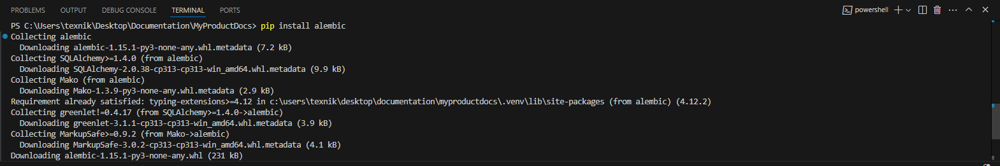 PROBLEMS OUTPUT DEBUG CONSOLE TERMINAL PORTS powershell
PS C:\Users\texnik\Desktop\Documentation\MyProductDocs> pip install alembic
Collecting alembic
  Downloading alembic-1.15.1-py3-none-any.whl.metadata (7.2 kB)
Collecting SQLAlchemy>=1.4.0 (from alembic)
  Downloading SQLAlchemy-2.0.38-cp313-cp313-win_amd64.whl.metadata (9.9 kB)
Collecting Mako (from alembic)
  Downloading Mako-1.3.9-py3-none-any.whl.metadata (2.9 kB)
Requirement already satisfied: typing-extensions>=4.12 in c:\users\texnik\desktop\documentation\myproductdocs\.venv\lib\site-packages (from alembic) (4.12.2)
Collecting greenlet!=0.4.17 (from SQLAlchemy>=1.4.0->alembic)
  Downloading greenlet-3.1.1-cp313-cp313-win_amd64.whl.metadata (3.9 kB)
Collecting MarkupSafe>=0.9.2 (from Mako->alembic)
  Downloading MarkupSafe-3.0.2-cp313-cp313-win_amd64.whl.metadata (4.1 kB)
Downloading alembic-1.15.1-py3-none-any.whl (231 kB)